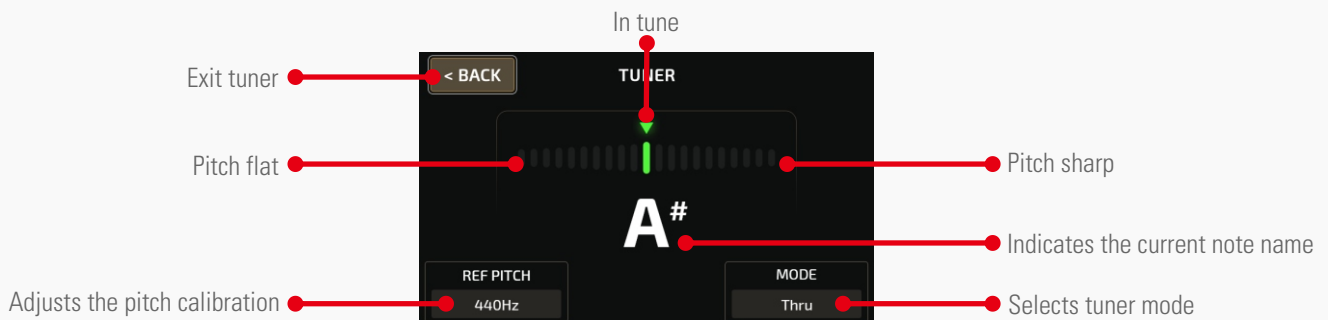 In tune
Exit tuner
< BACK
TUNER
Pitch flat
Pitch sharp
A#
Indicates the current note name
REF PITCH
MODE
Adjusts the pitch calibration
440Hz
Thru
Selects tuner mode